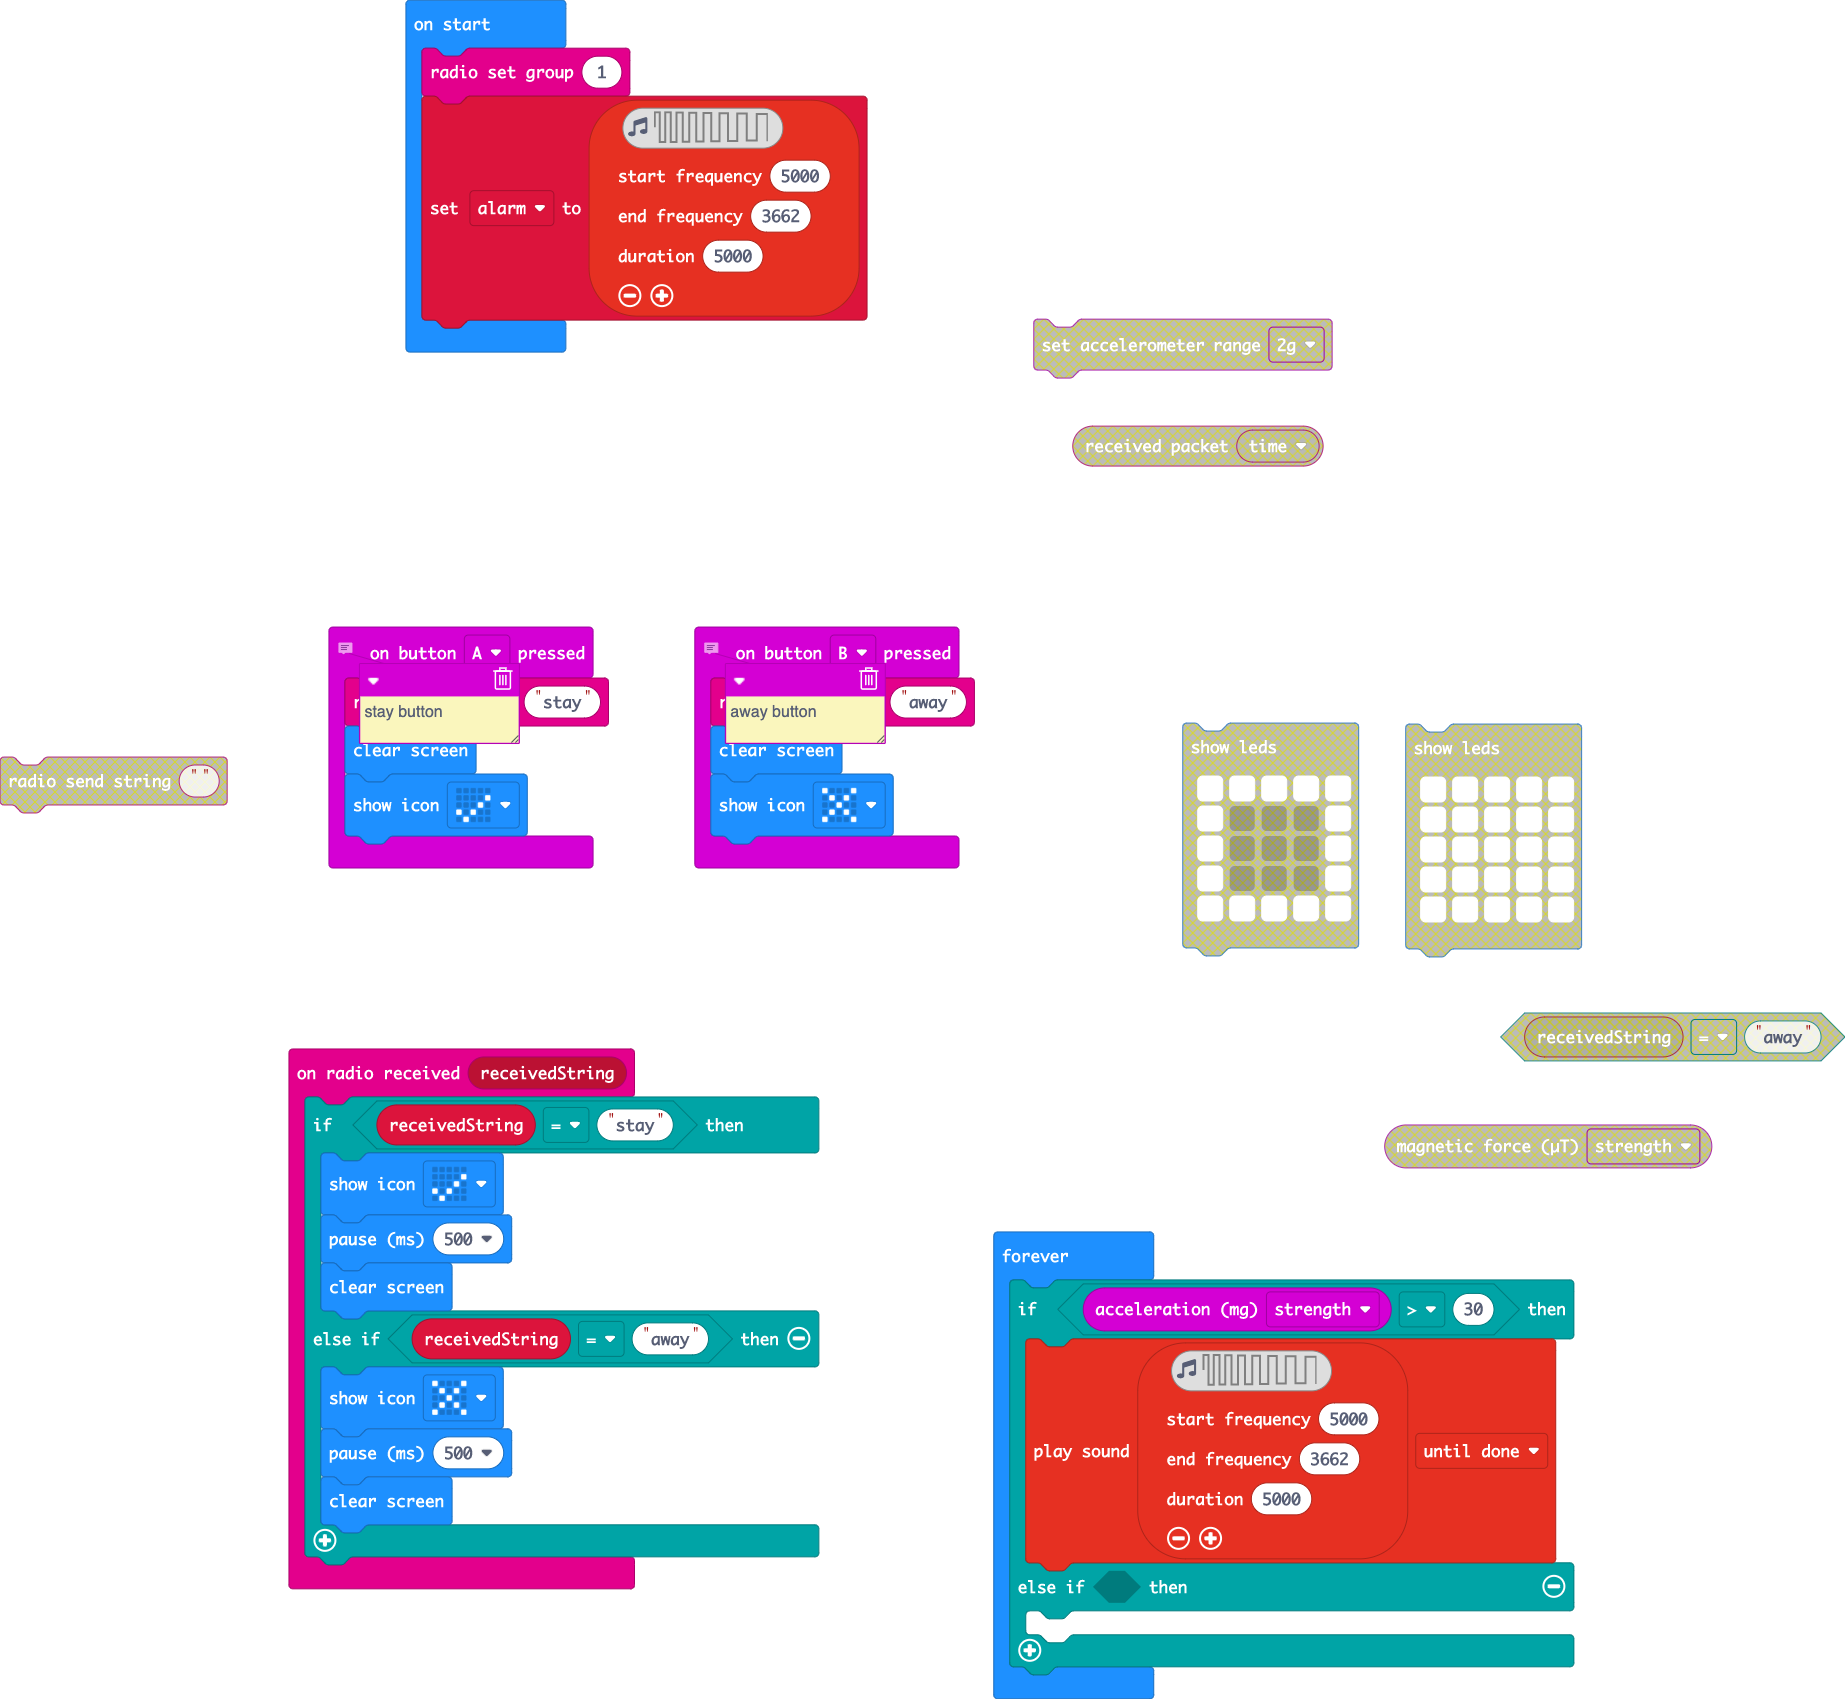 on start
radio set group 1
set alarm to
start frequency 5000
end frequency 3662
duration 5000
set accelerometer range 2g
received packet time
on button A pressed
"stay"
stay button
clear screen
show icon
on button B pressed
"away"
away button
clear screen
show icon
radio send string ""
show leds
show leds
receivedString = "away"
magnetic force (µT) strength
on radio received receivedString
if receivedString = "stay" then
show icon
pause (ms) 500
clear screen
else if receivedString = "away" then
show icon
pause (ms) 500
clear screen
forever
if acceleration (mg) strength > 30 then
play sound
start frequency 5000
end frequency 3662
duration 5000
until done
else if then